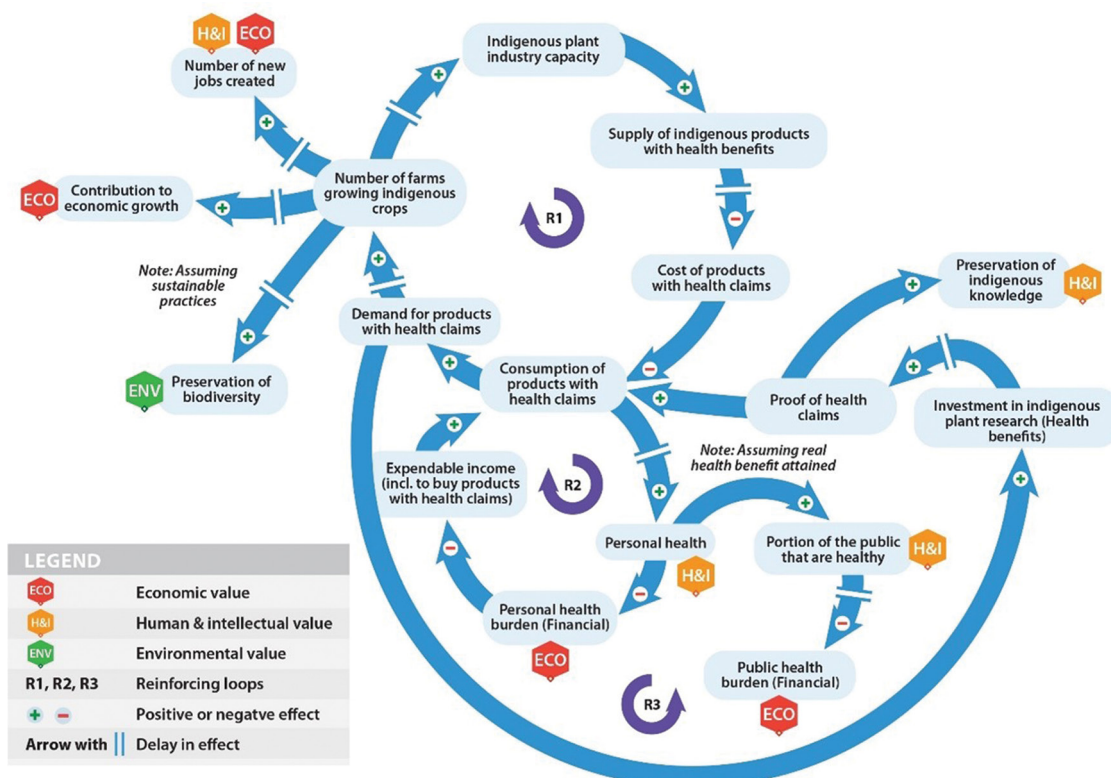 H&I
ECO
Number of new
jobs created
Indigenous plant
industry capacity
Supply of indigenous products
with health benefits
ECO
Contribution to
economic growth
Number of farms
growing indigenous
crops
R1
Note: Assuming
sustainable
practices
Cost of products
with health claims
Preservation of
indigenous
knowledge
H&I
Demand for products
with health claims
ENV
Preservation of
biodiversity
Consumption of
products with
health claims
Proof of health
claims
Investment in indigenous
plant research (Health
benefits)
Note: Assuming real
health benefit attained
Expendable income
(incl. to buy products
with health claims)
R2
Personal health
H&I
Portion of the public
that are healthy
H&I
Personal health
burden (Financial)
ECO
Public health
burden (Financial)
ECO
R3
LEGEND
ECO Economic value
H&I Human & intellectual value
ENV Environmental value
R1, R2, R3 Reinforcing loops
+ − Positive or negatve effect
Arrow with || Delay in effect